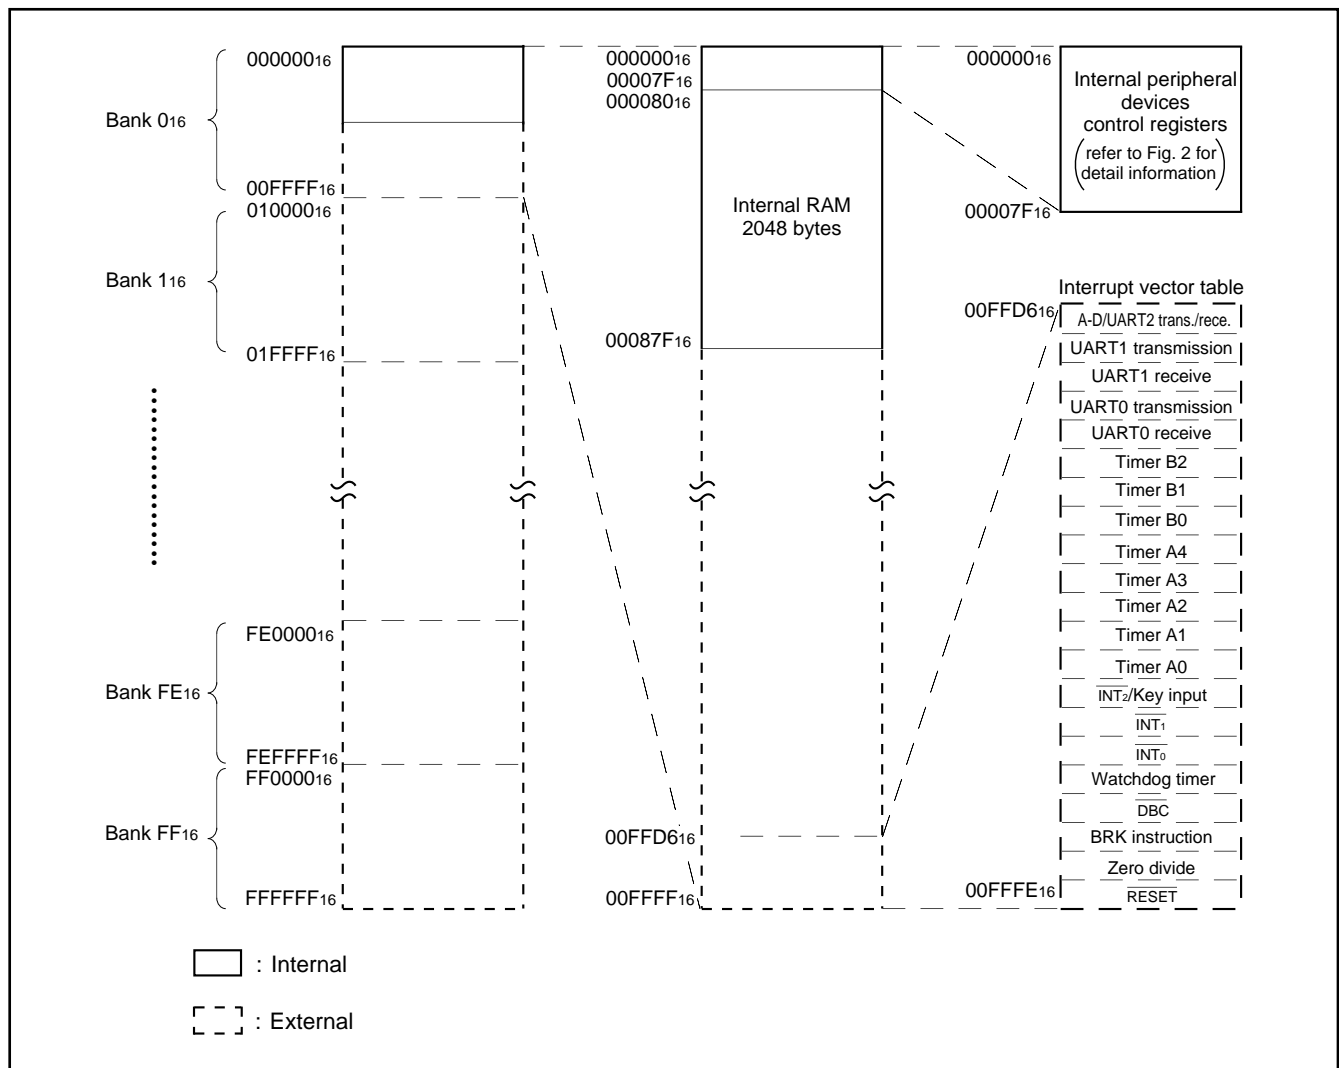 000000₁₆
Bank 0₁₆
00FFFF₁₆
010000₁₆
Bank 1₁₆
01FFFF₁₆
FE0000₁₆
Bank FE₁₆
FEFFFF₁₆
FF0000₁₆
Bank FF₁₆
FFFFFF₁₆
000000₁₆
00007F₁₆
000080₁₆
Internal RAM
2048 bytes
00087F₁₆
00FFD6₁₆
00FFFF₁₆
000000₁₆
Internal peripheral
devices
control registers
(refer to Fig. 2 for
detail information)
00007F₁₆
Interrupt vector table
00FFD6₁₆
A-D/UART2 trans./rece.
UART1 transmission
UART1 receive
UART0 transmission
UART0 receive
Timer B2
Timer B1
Timer B0
Timer A4
Timer A3
Timer A2
Timer A1
Timer A0
INT₂/Key input
INT₁
INT₀
Watchdog timer
DBC
BRK instruction
Zero divide
00FFFE₁₆
RESET
: Internal
: External